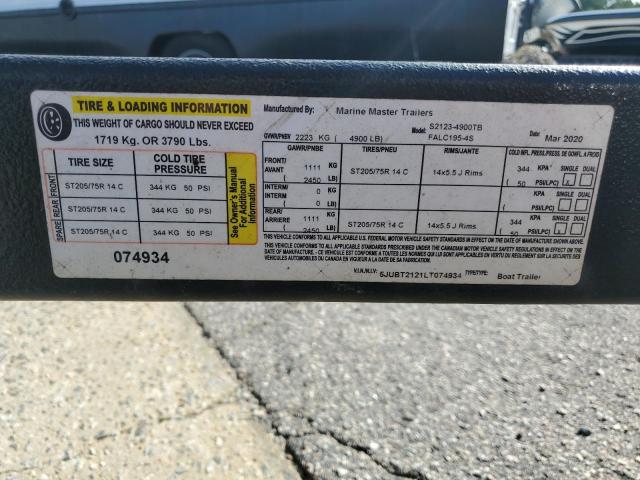 TIRE & LOADING INFORMATION
THIS WEIGHT OF CARGO SHOULD NEVER EXCEED
1719 Kg. OR 3790 Lbs.
TIRE SIZE COLD TIRE PRESSURE
FRONT ST205/75R 14 C 344 KG 50 PSI
REAR ST205/75R 14 C 344 KG 50 PSI
SPARE ST205/75R 14 C 344 KG 50 PSI
See Owner's Manual For Additional Information
074934
Manufactured By: Marine Master Trailers
Model: S2123-4900TB
FALC195-4S
GVWR/PNBV 2223 KG ( 4900 LB)
Date: Mar 2020
GAWR/PNBE TIRES/PNEU RIMS/JANTE COLD INFL. PRESS./PRESS. DE GONFL. A FROID
FRONT/ AVANT 1111 KG ST205/75R 14 C 14x5.5 J Rims 344 KPA SINGLE DUAL
( 2450 LB) 50 PSI/LPC) x
INTERM/ 0 KG KPA SINGLE DUAL
INTERM ( 0 LB) PSI/LPC)
REAR/ ARRIERE 1111 KG ST205/75R 14 C 14x5.5 J Rims 344 KPA SINGLE DUAL
( 2450 LB) 50 PSI/LPC) x
THIS VEHICLE CONFORMS TO ALL APPLICABLE U.S. FEDERAL MOTOR VEHICLE SAFETY STANDARDS IN EFFECT ON THE DATE OF MANUFACTURE SHOWN ABOVE.
V.I.N./N.I.V: 5JUBT2121LT074934 TYPE/TYPE: Boat Trailer